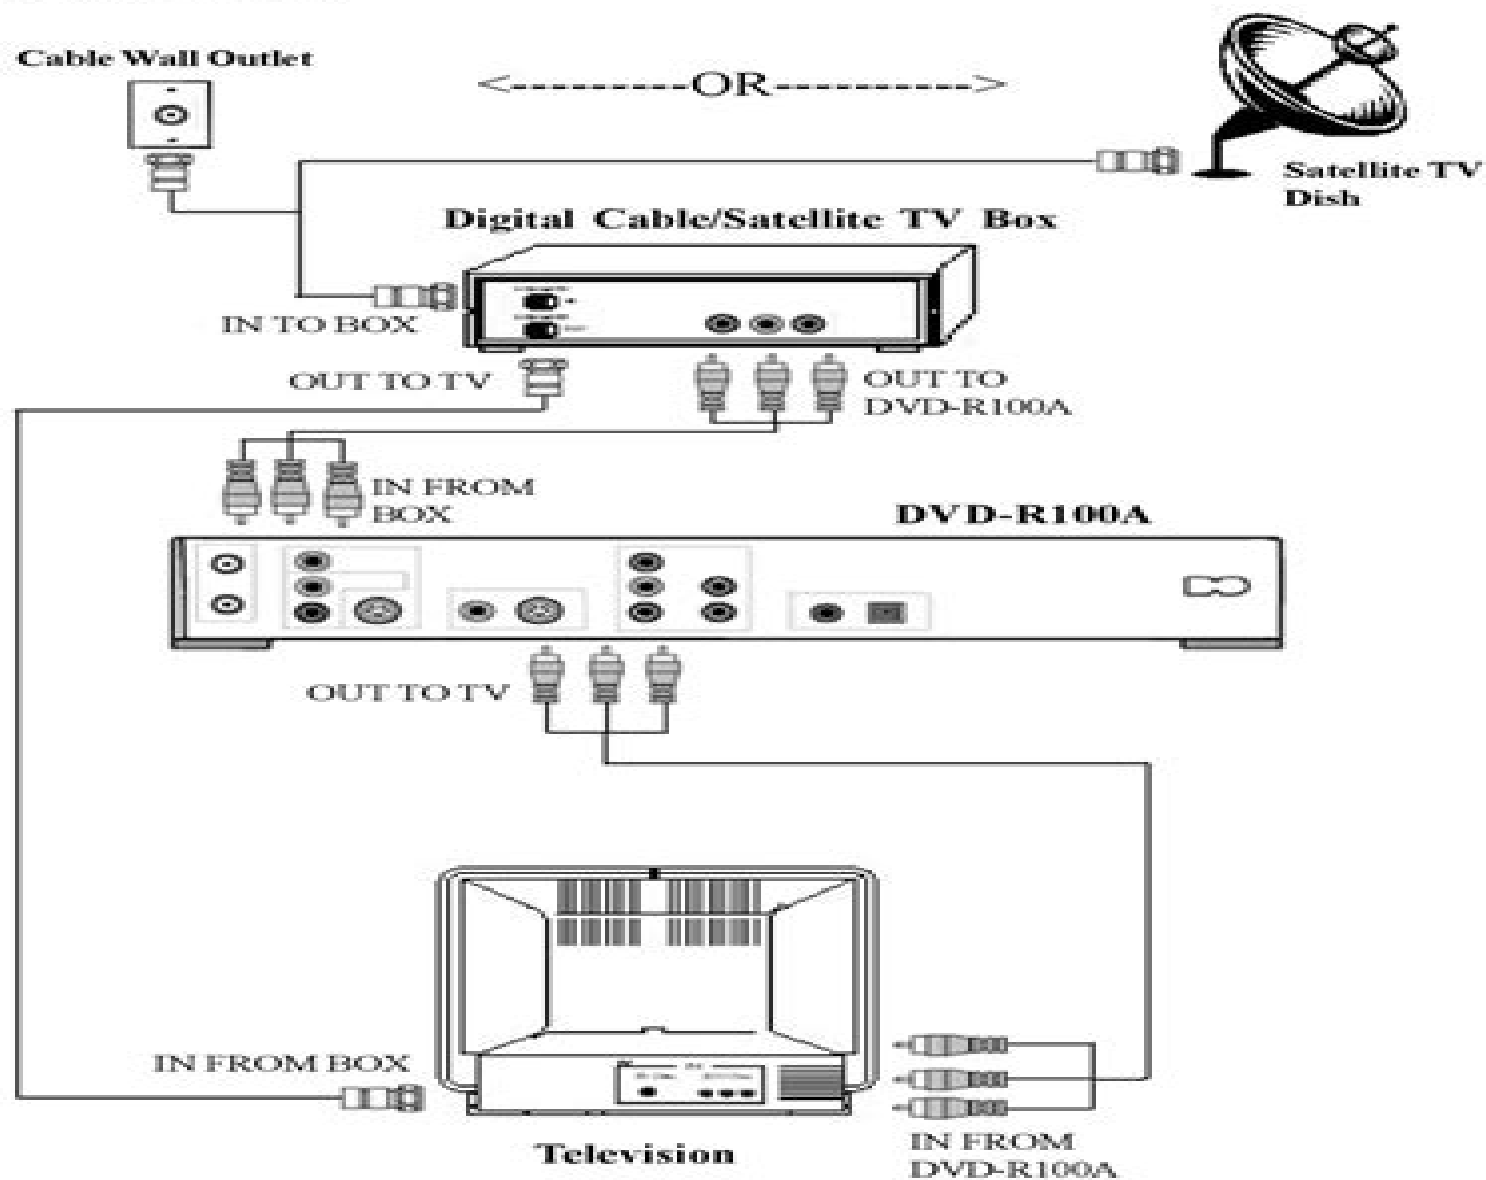 Cable Wall Outlet
<----------OR---------->
Satellite TV
Dish
Digital Cable/Satellite TV Box
IN TO BOX
OUT TO TV
OUT TO
DVD-R100A
IN FROM
BOX
DVD-R100A
OUT TO TV
IN FROM BOX
Television
IN FROM
DVD-R100A